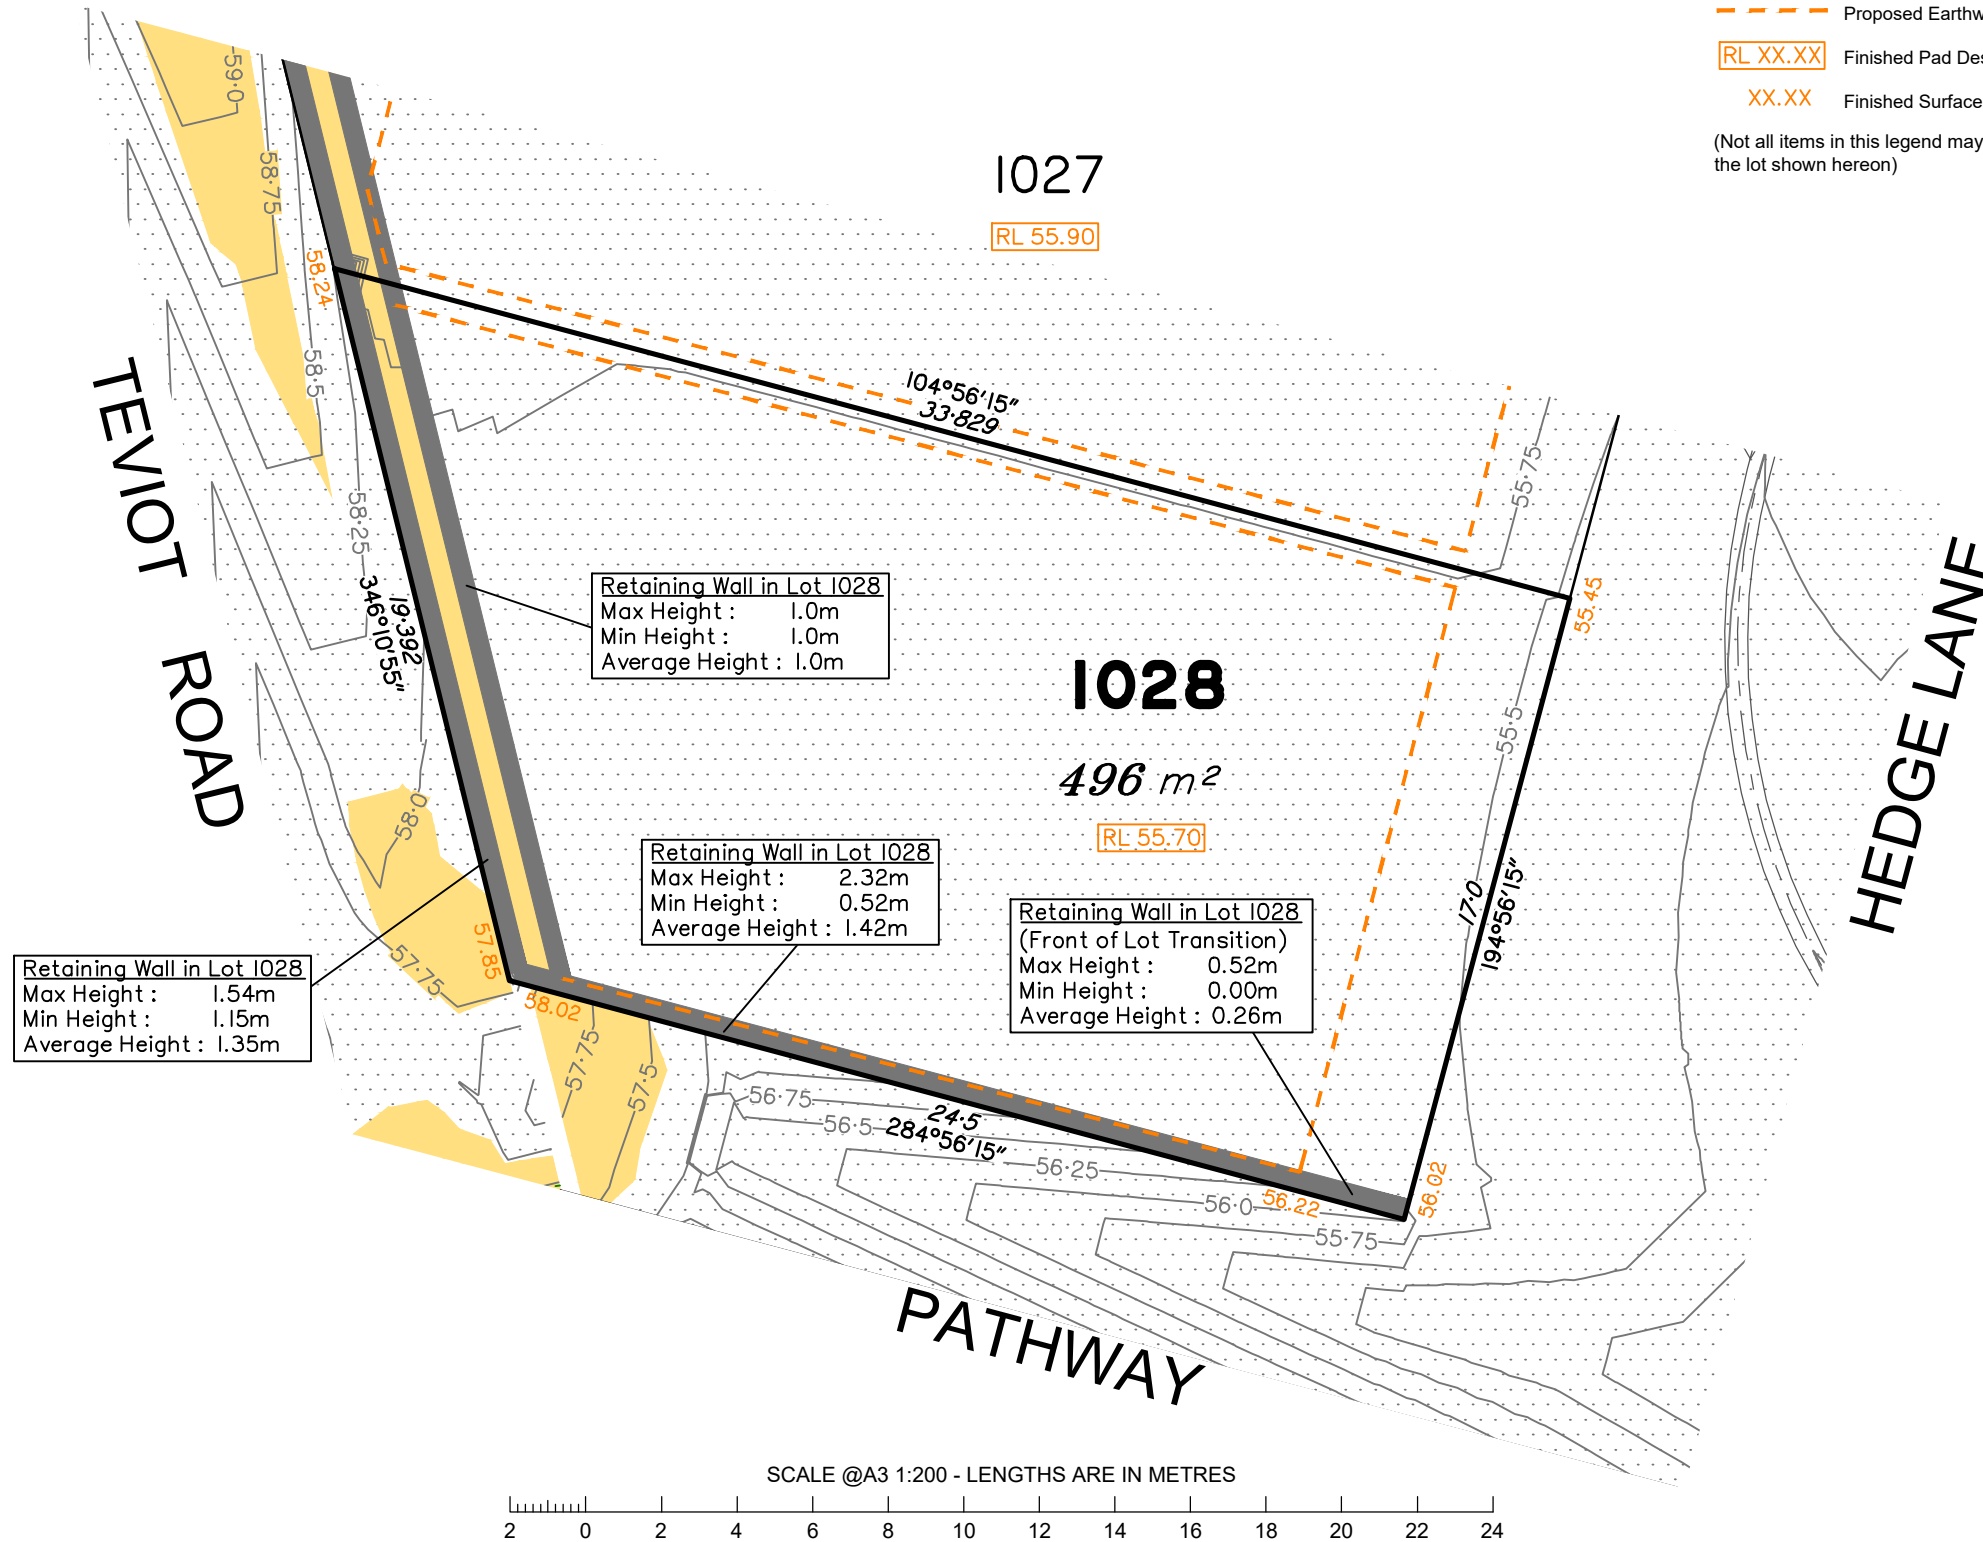 Proposed Earthw
RL XX.XX Finished Pad Des
XX.XX Finished Surface
(Not all items in this legend may
the lot shown hereon)
1027
RL 55.90
59·0
58·75
58.24
58·5
58·25
104°56'15"
33·829
55·75
55.45
TEVIOT ROAD
19·392
346°10'55"
Retaining Wall in Lot 1028
Max Height : 1.0m
Min Height : 1.0m
Average Height : 1.0m
1028
496 m²
RL 55.70
55·5
HEDGE LANE
17·0
194°56'15"
58·0
57·75
57.85
58.02
Retaining Wall in Lot 1028
Max Height : 2.32m
Min Height : 0.52m
Average Height : 1.42m
Retaining Wall in Lot 1028
(Front of Lot Transition)
Max Height : 0.52m
Min Height : 0.00m
Average Height : 0.26m
Retaining Wall in Lot 1028
Max Height : 1.54m
Min Height : 1.15m
Average Height : 1.35m
57·75
57·5
56·75
56·5
24·5
284°56'15"
56·25
56·0
56.22
56.02
55·75
PATHWAY
SCALE @A3 1:200 - LENGTHS ARE IN METRES
2 0 2 4 6 8 10 12 14 16 18 20 22 24